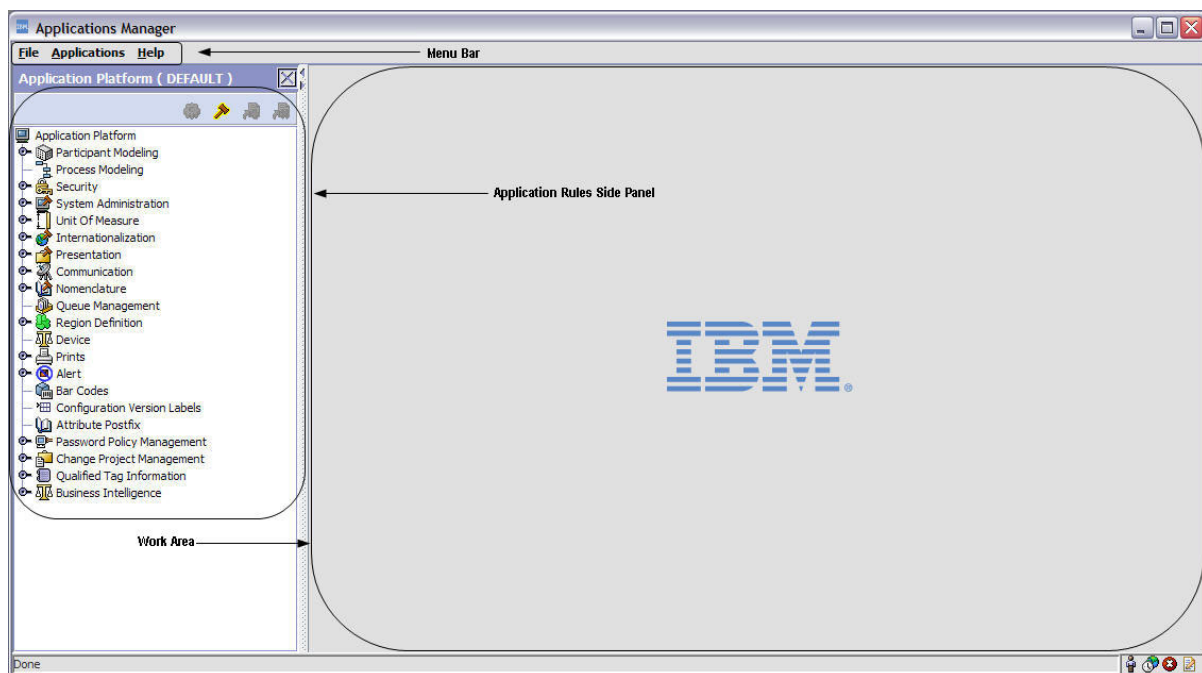 Applications Manager
File Applications Help
Menu Bar
Application Platform ( DEFAULT )
Application Platform
Participant Modeling
Process Modeling
Security
System Administration
Application Rules Side Panel
Unit Of Measure
Internationalization
Presentation
Communication
Nomenclature
Queue Management
Region Definition
Device
Prints
Alert
Bar Codes
Configuration Version Labels
Attribute Postfix
Password Policy Management
Change Project Management
Qualified Tag Information
Business Intelligence
IBM®
Work Area
Done